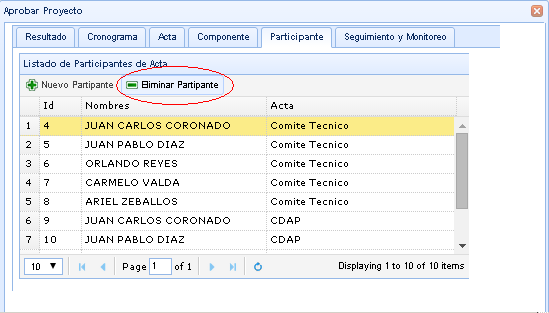 Aprobar Proyecto
Resultado Cronograma Acta Componente Participante Seguimiento y Monitoreo
Listado de Participantes de Acta
Nuevo Partipante Eliminar Partipante
Id Nombres Acta
1 4 JUAN CARLOS CORONADO Comite Tecnico
2 5 JUAN PABLO DIAZ Comite Tecnico
3 6 ORLANDO REYES Comite Tecnico
4 7 CARMELO VALDA Comite Tecnico
5 8 ARIEL ZEBALLOS Comite Tecnico
6 9 JUAN CARLOS CORONADO CDAP
7 10 JUAN PABLO DIAZ CDAP
10 Page 1 of 1 Displaying 1 to 10 of 10 items